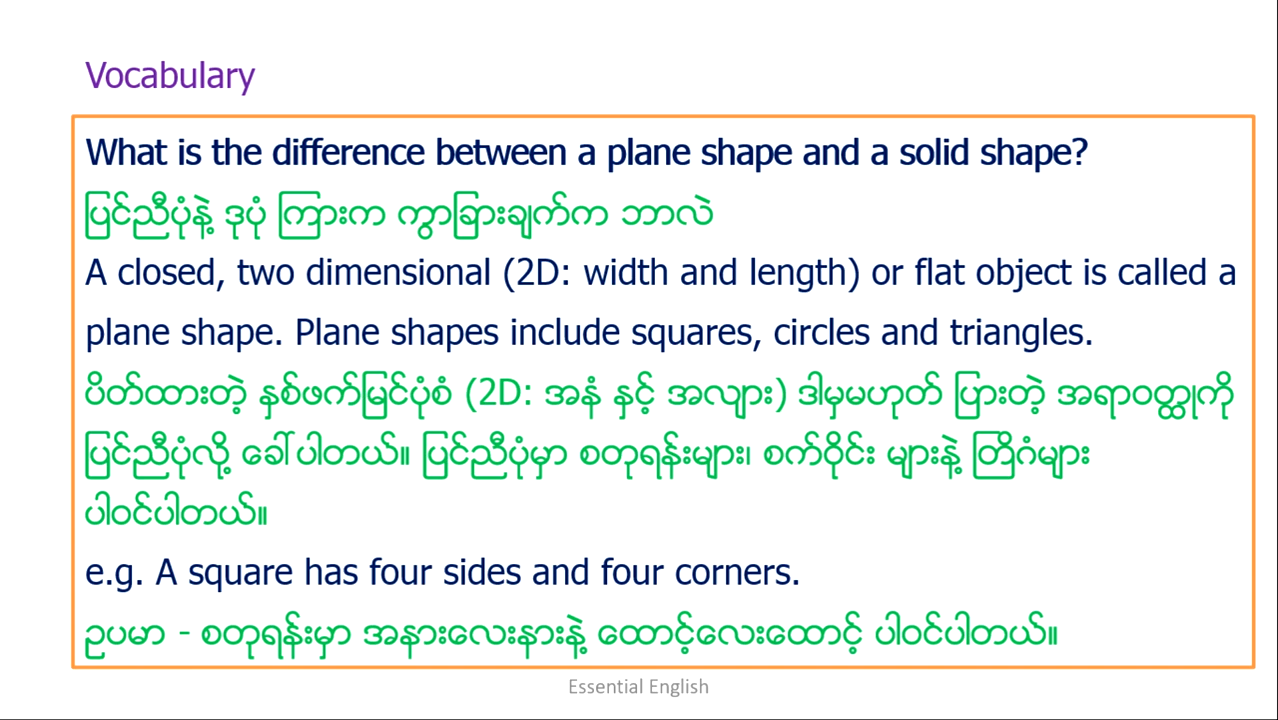 Vocabulary
What is the difference between a plane shape and a solid shape?
ပြင်ညီပုံနဲ့ ဒုပုံ ကြားက ကွာခြားချက်က ဘာလဲ
A closed, two dimensional (2D: width and length) or flat object is called a
plane shape. Plane shapes include squares, circles and triangles.
ပိတ်ထားတဲ့ နှစ်ဖက်မြင်ပုံစံ (2D: အနံ နှင့် အလျား) ဒါမှမဟုတ် ပြားတဲ့ အရာဝတ္ထုကို
ပြင်ညီပုံလို့ ခေါ်ပါတယ်။ ပြင်ညီပုံမှာ စတုရန်းများ၊ စက်ဝိုင်း များနဲ့ တြိဂံများ
ပါဝင်ပါတယ်။
e.g. A square has four sides and four corners.
ဥပမာ - စတုရန်းမှာ အနားလေးနားနဲ့ ထောင့်လေးထောင့် ပါဝင်ပါတယ်။
Essential English